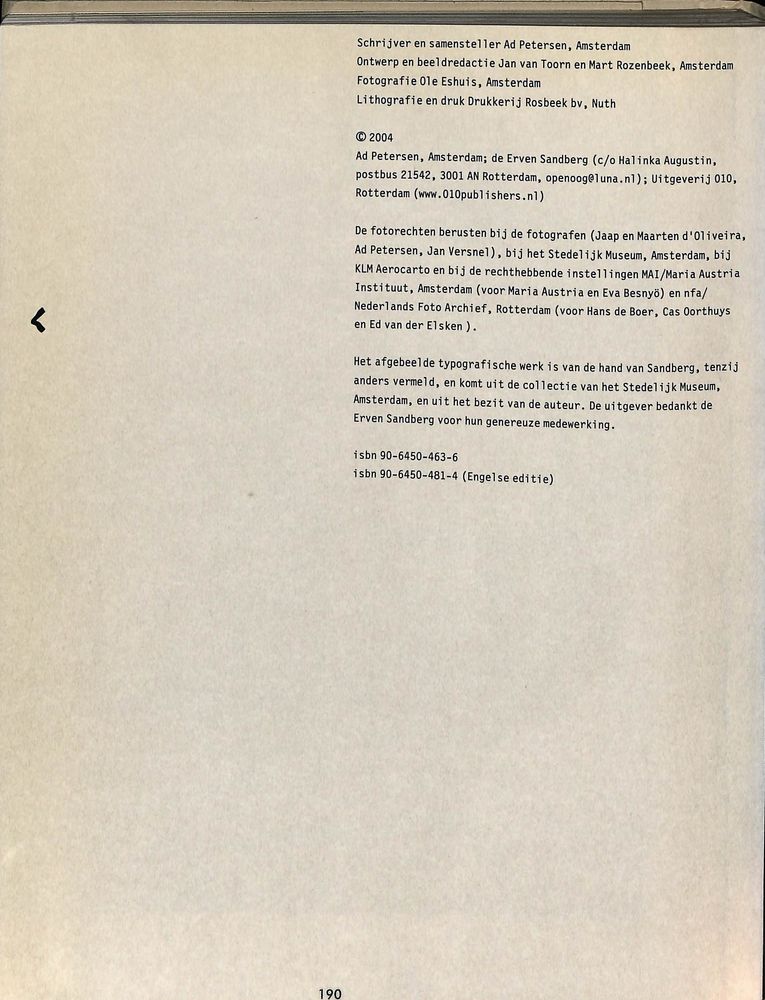 Schrijver en samensteller Ad Petersen, Amsterdam
Ontwerp en beeldredactie Jan van Toorn en Mart Rozenbeek, Amsterdam
Fotografie Ole Eshuis, Amsterdam
Lithografie en druk Drukkerij Rosbeek bv, Nuth
© 2004
Ad Petersen, Amsterdam; de Erven Sandberg (c/o Halinka Augustin,
postbus 21542, 3001 AN Rotterdam, openoog@luna.nl); Uitgeverij 010,
Rotterdam (www.010publishers.nl)
De fotorechten berusten bij de fotografen (Jaap en Maarten d'Oliveira,
Ad Petersen, Jan Versnel), bij het Stedelijk Museum, Amsterdam, bij
KLM Aerocarto en bij de rechthebbende instellingen MAI/Maria Austria
Instituut, Amsterdam (voor Maria Austria en Eva Besnyö) en nfa/
Nederlands Foto Archief, Rotterdam (voor Hans de Boer, Cas Oorthuys
en Ed van der Elsken ).
Het afgebeelde typografische werk is van de hand van Sandberg, tenzij
anders vermeld, en komt uit de collectie van het Stedelijk Museum,
Amsterdam, en uit het bezit van de auteur. De uitgever bedankt de
Erven Sandberg voor hun genereuze medewerking.
isbn 90-6450-463-6
isbn 90-6450-481-4 (Engelse editie)
<
190